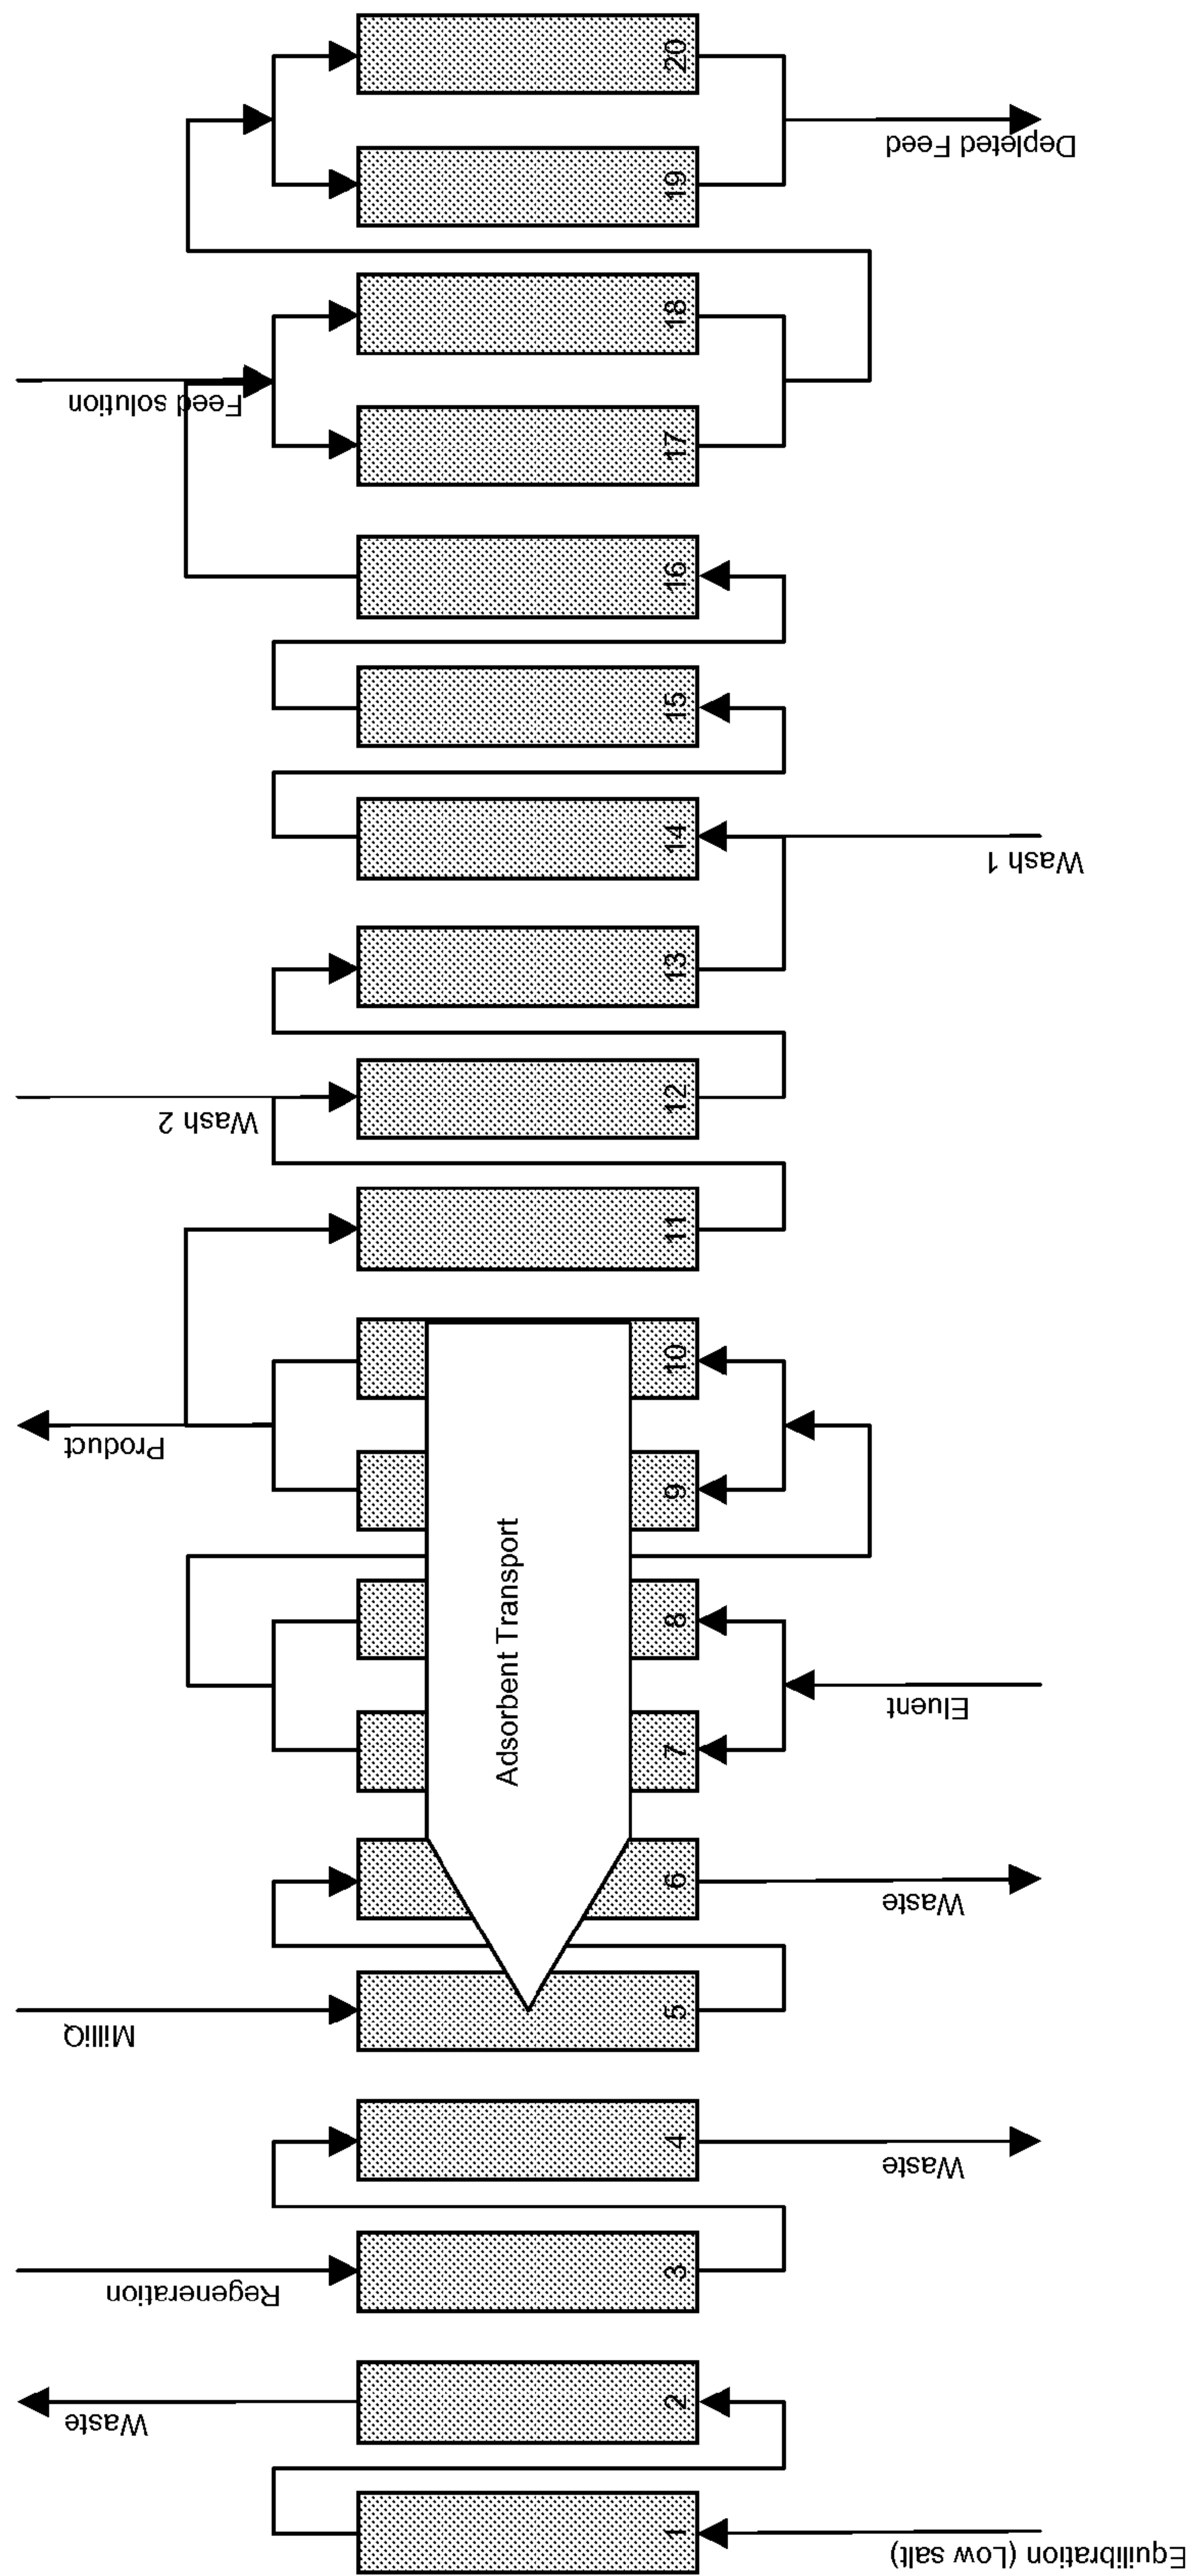 20
Depleted Feed
19
18
Feed solution
17
16
15
14
Wash 1
13
12
Wash 2
11
10
Product
9
Adsorbent Transport
8
Eluent
7
6
Waste
5
MilliQ
4
Waste
3
Regeneration
2
Waste
1
Equilibration (Low
salt)